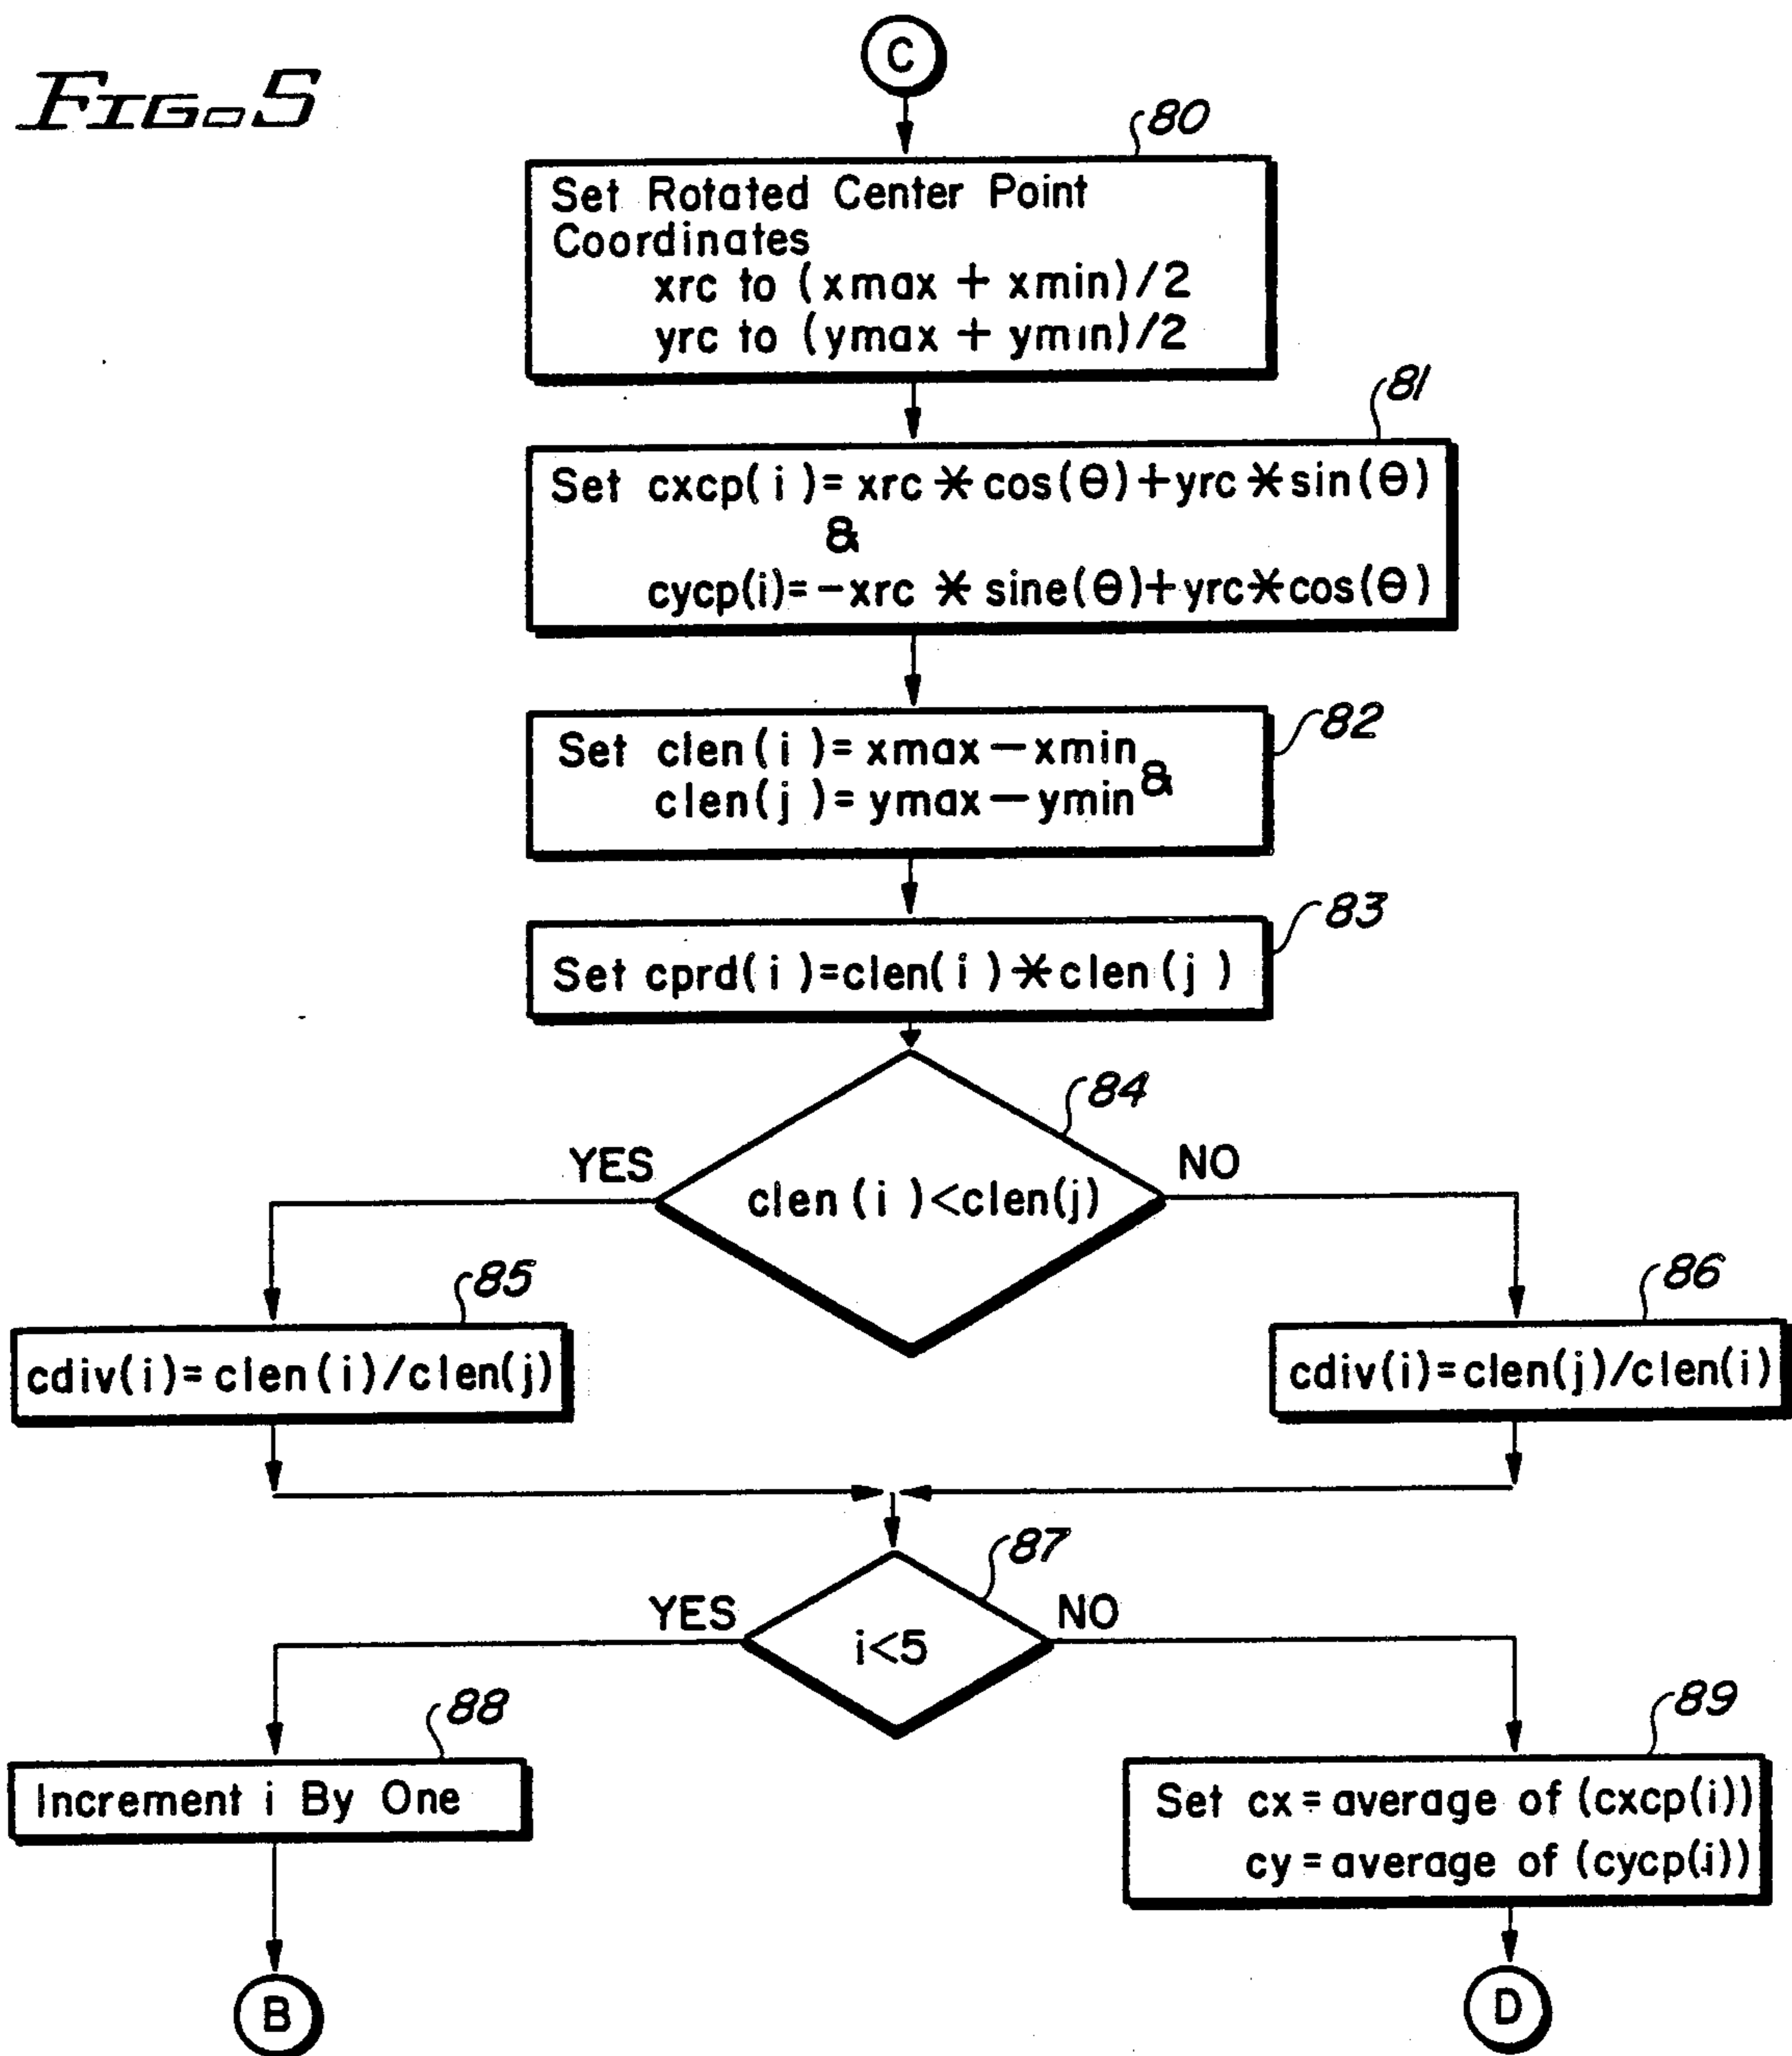 FIG. 5
C
80
Set Rotated Center Point
Coordinates
xrc to (xmax + xmin)/2
yrc to (ymax + ymin)/2
81
Set cxcp(i)= xrc * cos(θ)+yrc * sin(θ)
&
cycp(i)=-xrc * sine(θ)+yrc*cos(θ)
82
Set clen(i)= xmax - xmin &
clen(j)= ymax - ymin
83
Set cprd(i)=clen(i) * clen(j)
84
YES
NO
clen(i)<clen(j)
85
86
cdiv(i)=clen(i)/clen(j)
cdiv(i)=clen(j)/clen(i)
87
YES
NO
i<5
88
89
Increment i By One
Set cx = average of (cxcp(i))
cy = average of (cycp(i))
B
D